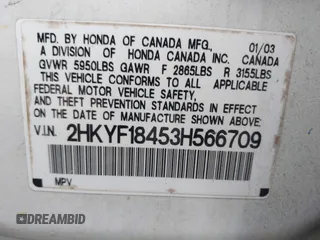 MFD. BY HONDA OF CANADA MFG., 01/03
A DIVISION OF HONDA CANADA INC. CANADA
GVWR 5950LBS GAWR F 2865LBS R 3155LBS
THIS VEHICLE CONFORMS TO ALL APPLICABLE
FEDERAL MOTOR VEHICLE SAFETY AND
BUMPER STANDARDS IN EFFECT ON THE DATE
OF MANUFACTURE SHOWN ABOVE.
V.I.N. 2HKYF18453H566709
MPV
DREAMBID